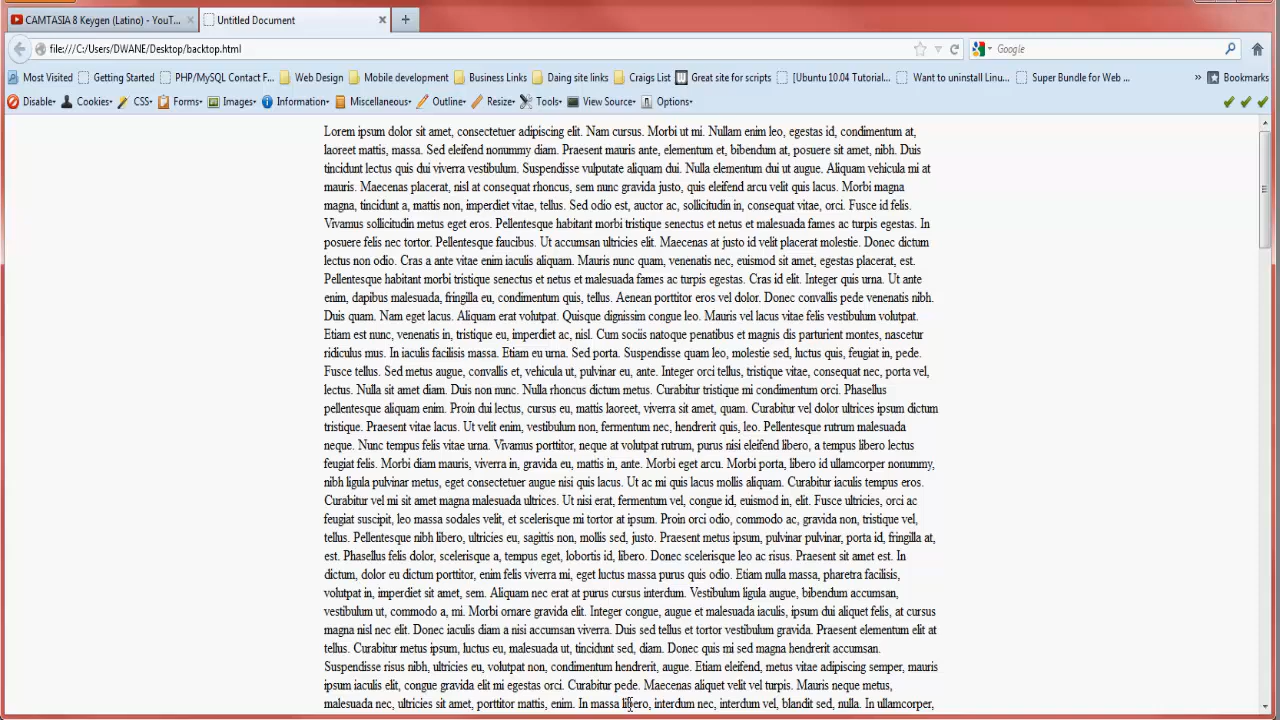 CAMTASIA 8 Keygen (Latino) - YouT...
Untitled Document
file:///C:/Users/DWANE/Desktop/backtop.html
Google
Most Visited
Getting Started
PHP/MySQL Contact F...
Web Design
Mobile development
Business Links
Daing site links
Craigs List
Great site for scripts
[Ubuntu 10.04 Tutorial...
Want to uninstall Linu...
Super Bundle for Web ...
»
Bookmarks
Disable
Cookies
CSS
Forms
Images
Information
Miscellaneous
Outline
Resize
Tools
View Source
Options
Lorem ipsum dolor sit amet, consectetuer adipiscing elit. Nam cursus. Morbi ut mi. Nullam enim leo, egestas id, condimentum at,
laoreet mattis, massa. Sed eleifend nonummy diam. Praesent mauris ante, elementum et, bibendum at, posuere sit amet, nibh. Duis
tincidunt lectus quis dui viverra vestibulum. Suspendisse vulputate aliquam dui. Nulla elementum dui ut augue. Aliquam vehicula mi at
mauris. Maecenas placerat, nisl at consequat rhoncus, sem nunc gravida justo, quis eleifend arcu velit quis lacus. Morbi magna
magna, tincidunt a, mattis non, imperdiet vitae, tellus. Sed odio est, auctor ac, sollicitudin in, consequat vitae, orci. Fusce id felis.
Vivamus sollicitudin metus eget eros. Pellentesque habitant morbi tristique senectus et netus et malesuada fames ac turpis egestas. In
posuere felis nec tortor. Pellentesque faucibus. Ut accumsan ultricies elit. Maecenas at justo id velit placerat molestie. Donec dictum
lectus non odio. Cras a ante vitae enim iaculis aliquam. Mauris nunc quam, venenatis nec, euismod sit amet, egestas placerat, est.
Pellentesque habitant morbi tristique senectus et netus et malesuada fames ac turpis egestas. Cras id elit. Integer quis urna. Ut ante
enim, dapibus malesuada, fringilla eu, condimentum quis, tellus. Aenean porttitor eros vel dolor. Donec convallis pede venenatis nibh.
Duis quam. Nam eget lacus. Aliquam erat volutpat. Quisque dignissim congue leo. Mauris vel lacus vitae felis vestibulum volutpat.
Etiam est nunc, venenatis in, tristique eu, imperdiet ac, nisl. Cum sociis natoque penatibus et magnis dis parturient montes, nascetur
ridiculus mus. In iaculis facilisis massa. Etiam eu urna. Sed porta. Suspendisse quam leo, molestie sed, luctus quis, feugiat in, pede.
Fusce tellus. Sed metus augue, convallis et, vehicula ut, pulvinar eu, ante. Integer orci tellus, tristique vitae, consequat nec, porta vel,
lectus. Nulla sit amet diam. Duis non nunc. Nulla rhoncus dictum metus. Curabitur tristique mi condimentum orci. Phasellus
pellentesque aliquam enim. Proin dui lectus, cursus eu, mattis laoreet, viverra sit amet, quam. Curabitur vel dolor ultrices ipsum dictum
tristique. Praesent vitae lacus. Ut velit enim, vestibulum non, fermentum nec, hendrerit quis, leo. Pellentesque rutrum malesuada
neque. Nunc tempus felis vitae urna. Vivamus porttitor, neque at volutpat rutrum, purus nisi eleifend libero, a tempus libero lectus
feugiat felis. Morbi diam mauris, viverra in, gravida eu, mattis in, ante. Morbi eget arcu. Morbi porta, libero id ullamcorper nonummy,
nibh ligula pulvinar metus, eget consectetuer augue nisi quis lacus. Ut ac mi quis lacus mollis aliquam. Curabitur iaculis tempus eros.
Curabitur vel mi sit amet magna malesuada ultrices. Ut nisi erat, fermentum vel, congue id, euismod in, elit. Fusce ultricies, orci ac
feugiat suscipit, leo massa sodales velit, et scelerisque mi tortor at ipsum. Proin orci odio, commodo ac, gravida non, tristique vel,
tellus. Pellentesque nibh libero, ultricies eu, sagittis non, mollis sed, justo. Praesent metus ipsum, pulvinar pulvinar, porta id, fringilla at,
est. Phasellus felis dolor, scelerisque a, tempus eget, lobortis id, libero. Donec scelerisque leo ac risus. Praesent sit amet est. In
dictum, dolor eu dictum porttitor, enim felis viverra mi, eget luctus massa purus quis odio. Etiam nulla massa, pharetra facilisis,
volutpat in, imperdiet sit amet, sem. Aliquam nec erat at purus cursus interdum. Vestibulum ligula augue, bibendum accumsan,
vestibulum ut, commodo a, mi. Morbi ornare gravida elit. Integer congue, augue et malesuada iaculis, ipsum dui aliquet felis, at cursus
magna nisl nec elit. Donec iaculis diam a nisi accumsan viverra. Duis sed tellus et tortor vestibulum gravida. Praesent elementum elit at
tellus. Curabitur metus ipsum, luctus eu, malesuada ut, tincidunt sed, diam. Donec quis mi sed magna hendrerit accumsan.
Suspendisse risus nibh, ultricies eu, volutpat non, condimentum hendrerit, augue. Etiam eleifend, metus vitae adipiscing semper, mauris
ipsum iaculis elit, congue gravida elit mi egestas orci. Curabitur pede. Maecenas aliquet velit vel turpis. Mauris neque metus,
malesuada nec, ultricies sit amet, porttitor mattis, enim. In massa libero, interdum nec, interdum vel, blandit sed, nulla. In ullamcorper,